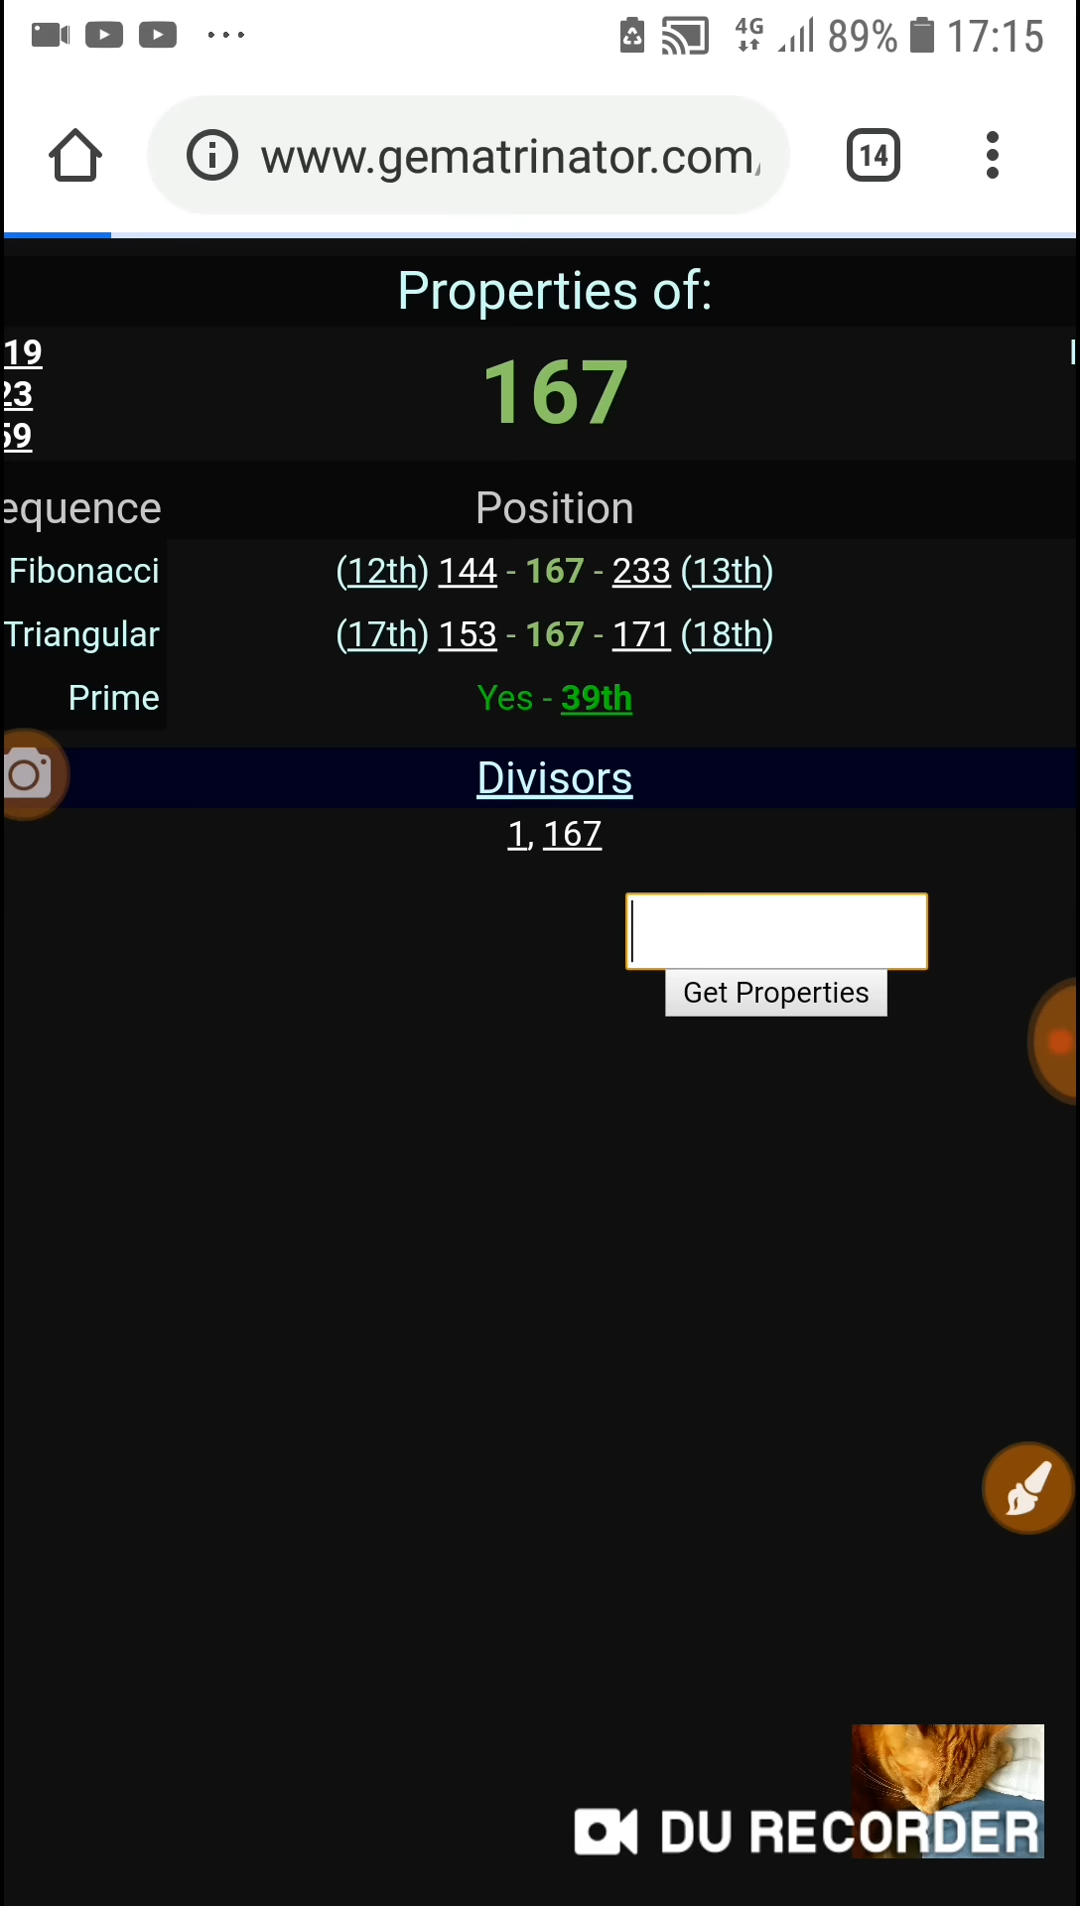 4G 89% 17:15
www.gematrinator.com/ 14
Properties of:
19
23
59
167
equence Position
Fibonacci (12th) 144 - 167 - 233 (13th)
Triangular (17th) 153 - 167 - 171 (18th)
Prime Yes - 39th
Divisors
1, 167
Get Properties
DU RECORDER